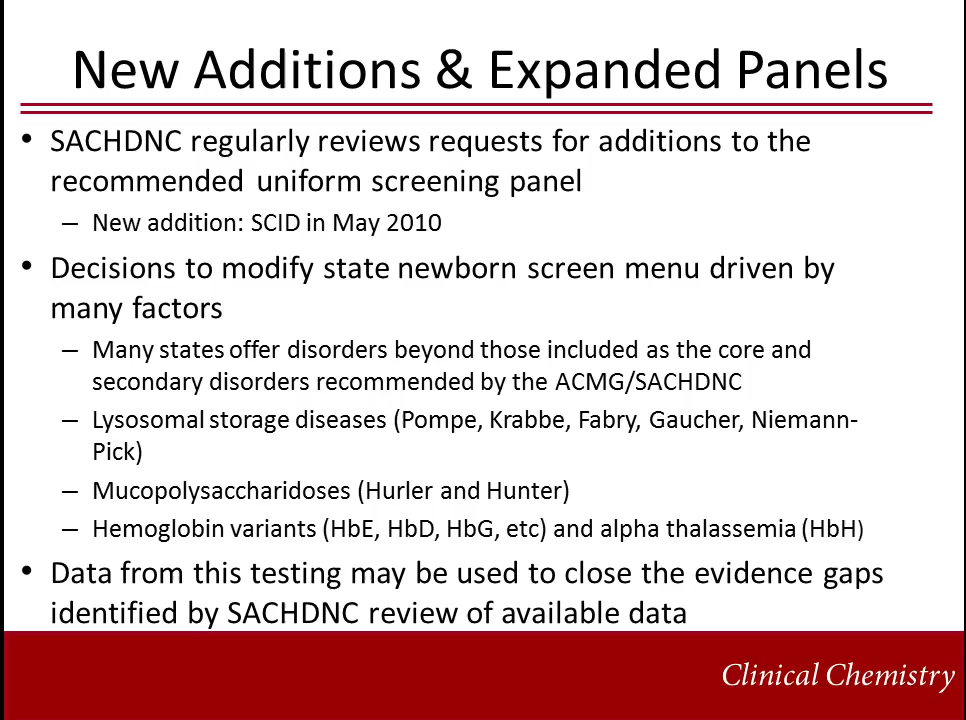 New Additions & Expanded Panels
• SACHDNC regularly reviews requests for additions to the
recommended uniform screening panel
– New addition: SCID in May 2010
• Decisions to modify state newborn screen menu driven by
many factors
– Many states offer disorders beyond those included as the core and
secondary disorders recommended by the ACMG/SACHDNC
– Lysosomal storage diseases (Pompe, Krabbe, Fabry, Gaucher, Niemann-
Pick)
– Mucopolysaccharidoses (Hurler and Hunter)
– Hemoglobin variants (HbE, HbD, HbG, etc) and alpha thalassemia (HbH)
• Data from this testing may be used to close the evidence gaps
identified by SACHDNC review of available data
Clinical Chemistry